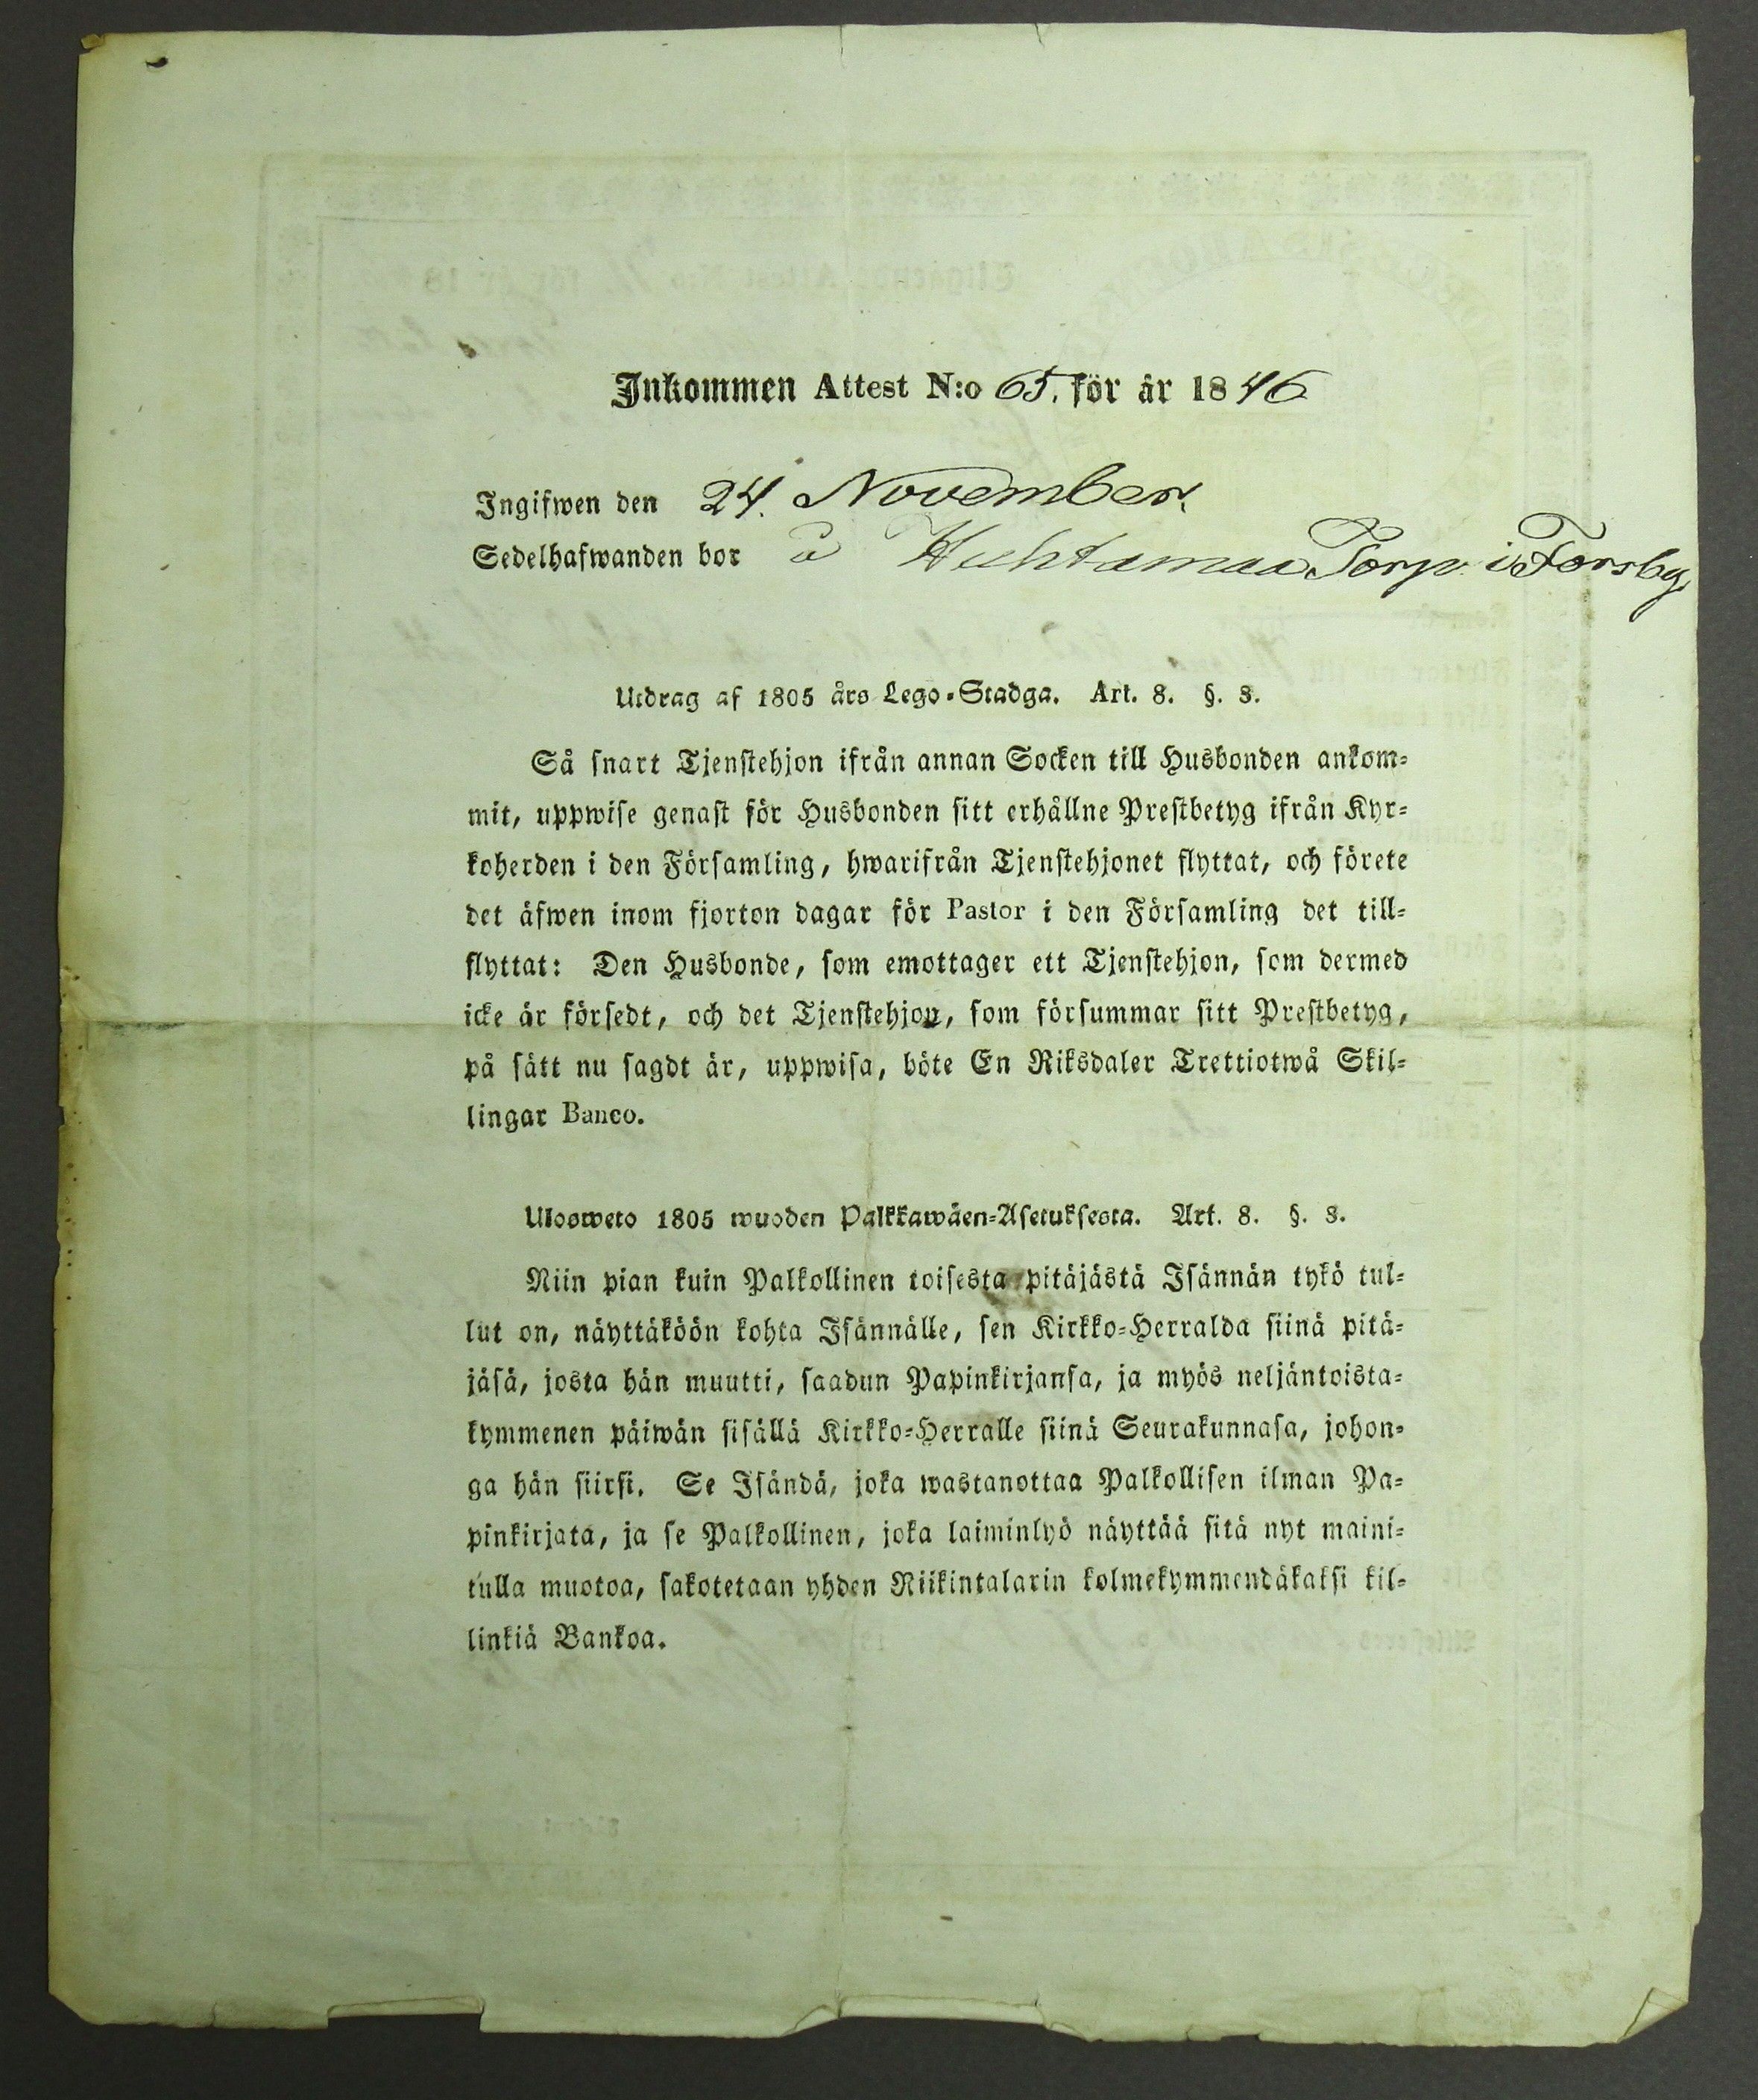 Inkommen Attest N:o 65. för år 1846
Ingifwen den 24. November.
Sedelhafwanden bor å Huhtamaa Torp i Forsby
Utdrag af 1805 års Lego-Stadga. Art. 8. §. 3.
Så snart Tjenstehjon ifrån annan Socken till Husbonden ankom-
mit, uppwise genast för Husbonden sitt erhållne Prestbetyg ifrån Kyr-
koherden i den Församling, hwarifrån Tjenstehjonet flyttat, och förete
det äfwen inom fjorton dagar för Pastor i den Församling det till-
flyttat: Den Husbonde, som emottager ett Tjenstehjon, som dermed
icke är försedt, och det Tjenstehjon, som försummar sitt Prestbetyg,
på sätt nu sagdt är, uppwisa, böte En Riksdaler Trettiotwå Skil-
lingar Banco.
Ulosweto 1805 wuoden Palkkawäen-Asetuksesta. Art. 8. §. 3.
Niin pian kuin Palkollinen toisesta pitäjästä Isännän tykö tul-
lut on, näyttäköön kohta Isännälle, sen Kirkko-Herralda siinä pitä-
jäsä, josta hän muutti, saadun Papinkirjansa, ja myös neljäntoista-
kymmenen päiwän sisällä Kirkko-Herralle siinä Seurakunnasa, johon-
ga hän siirsi. Se Isändä, joka wastanottaa Palkollisen ilman Pa-
pinkirjata, ja se Palkollinen, joka laiminlyö näyttää sitä nyt maini-
tulla muotoa, sakotetaan yhden Riikintalarin kolmekymmendäkaksi kil-
linkiä Bankoa.